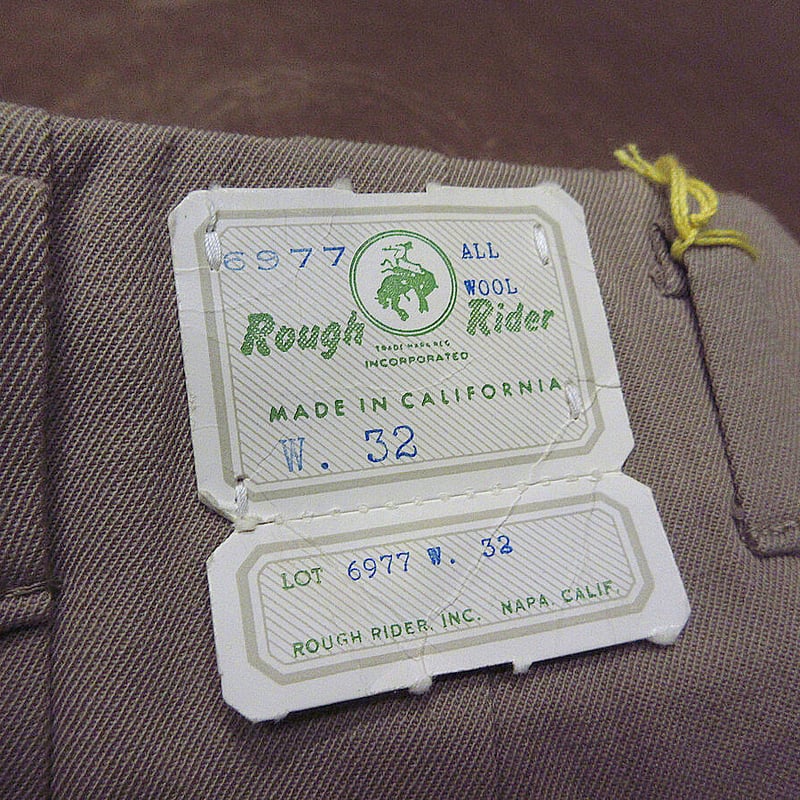 6977 ALL
WOOL
Rough Rider
TRADE MARK REG
INCORPORATED
MADE IN CALIFORNIA
W. 32
LOT 6977 W. 32
ROUGH RIDER, INC. NAPA, CALIF.